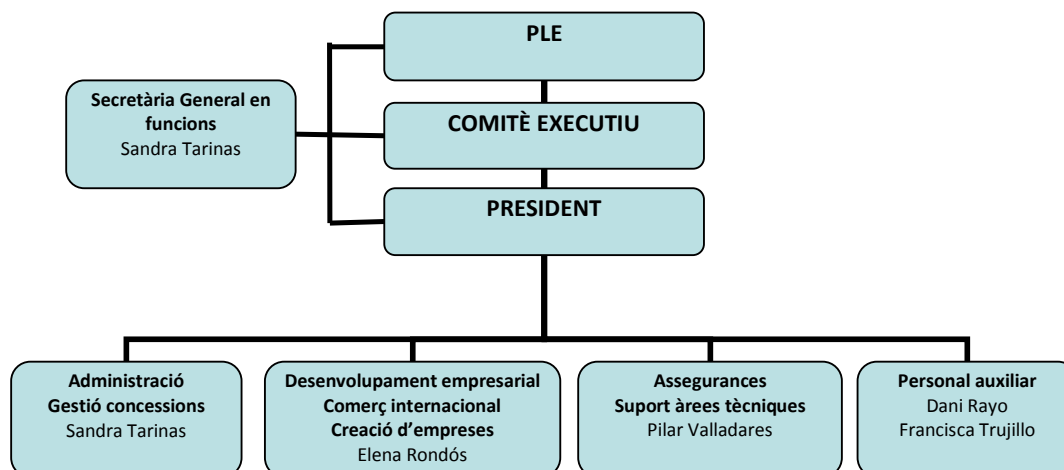 PLE
Secretària General en
funcions
Sandra Tarinas
COMITÈ EXECUTIU
PRESIDENT
Administració
Gestió concessions
Sandra Tarinas
Desenvolupament empresarial
Comerç internacional
Creació d’empreses
Elena Rondós
Assegurances
Suport àrees tècniques
Pilar Valladares
Personal auxiliar
Dani Rayo
Francisca Trujillo